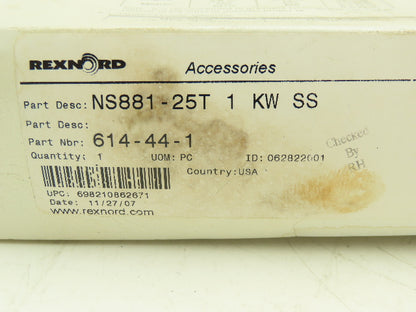 REXNORD
Accessories
Part Desc: NS881-25T 1 KW SS
Part Desc:
Part Nbr: 614-44-1
Quantity: 1 UOM: PC ID: 062822001
Country: USA
UPC: 698210862671
Date: 11/27/07
www.rexnord.com
Checked
By
RH